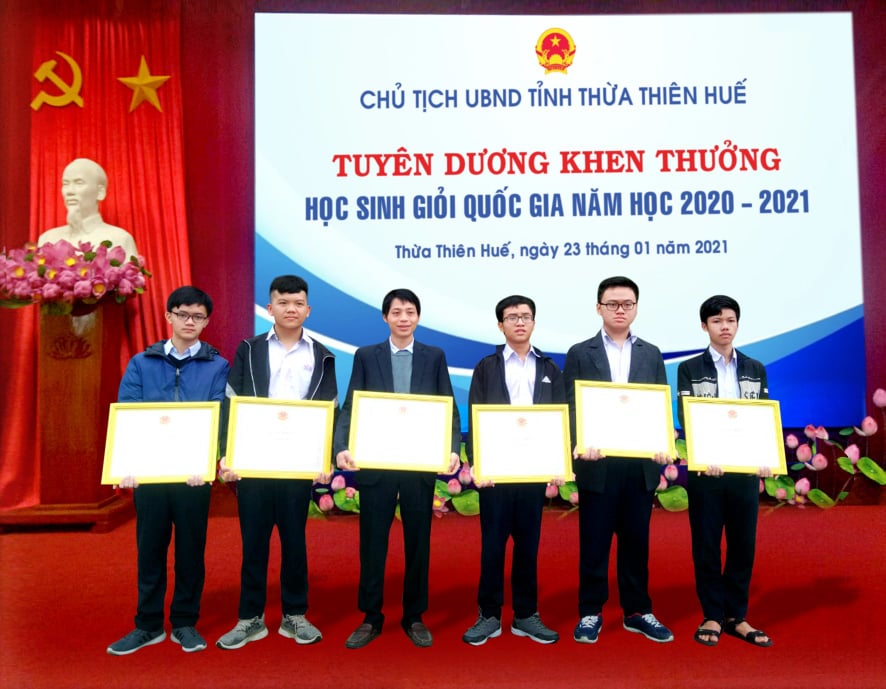 CHỦ TỊCH UBND TỈNH THỪA THIÊN HUẾ
TUYÊN DƯƠNG KHEN THƯỞNG
HỌC SINH GIỎI QUỐC GIA NĂM HỌC 2020 - 2021
Thừa Thiên Huế, ngày 23 tháng 01 năm 2021